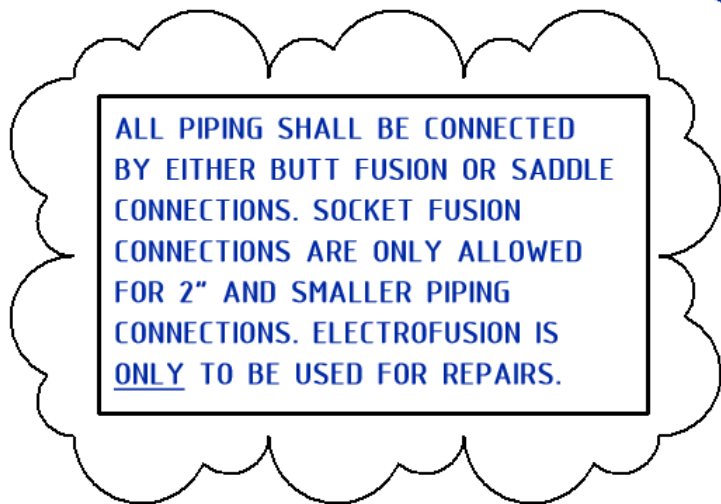 ALL PIPING SHALL BE CONNECTED
BY EITHER BUTT FUSION OR SADDLE
CONNECTIONS. SOCKET FUSION
CONNECTIONS ARE ONLY ALLOWED
FOR 2" AND SMALLER PIPING
CONNECTIONS. ELECTROFUSION IS
ONLY TO BE USED FOR REPAIRS.